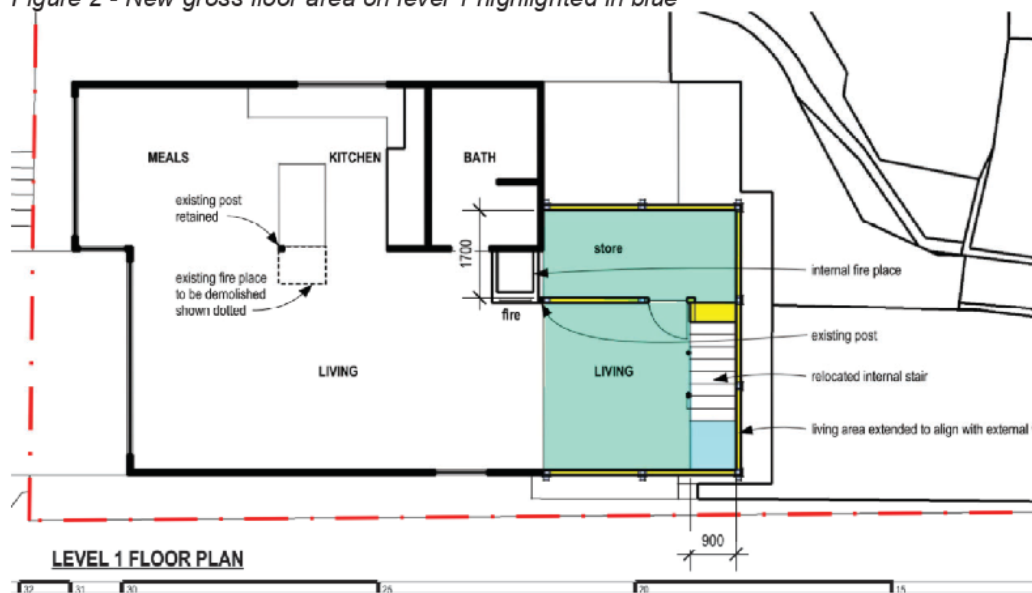 Figure 2 - New gross floor area on level 1 highlighted in blue
MEALS
KITCHEN
BATH
existing post
retained
1700
store
internal fire place
existing fire place
to be demolished
shown dotted
fire
existing post
LIVING
LIVING
relocated internal stair
living area extended to align with external
900
LEVEL 1 FLOOR PLAN
32 31 30 25 20 15